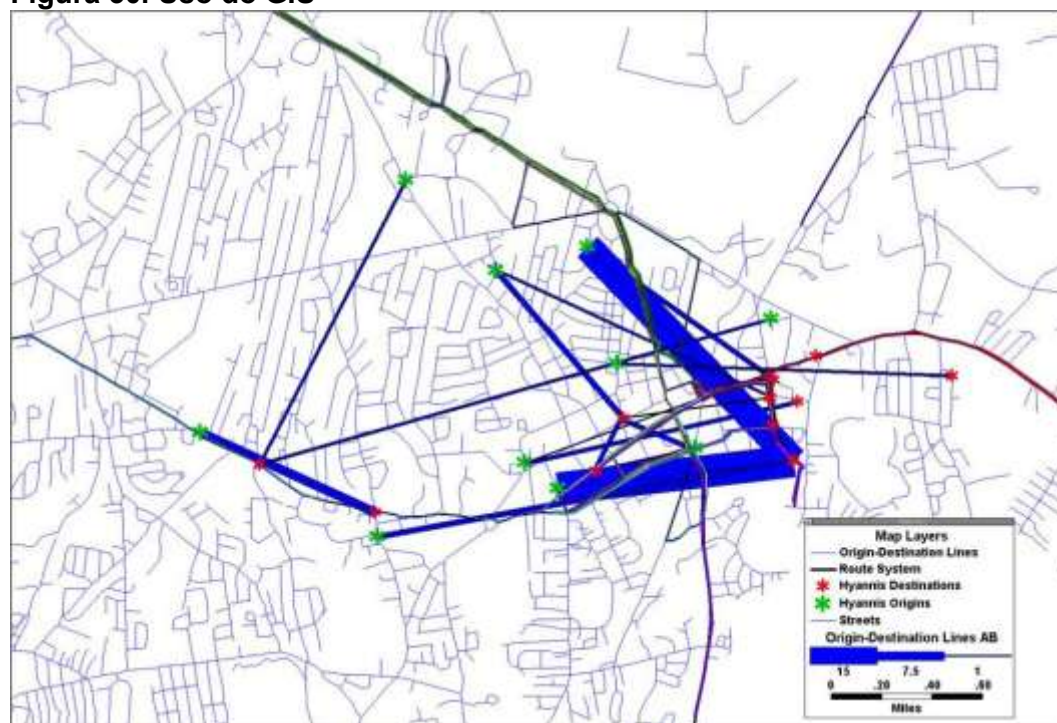 Figura 60. Uso de GIS
Map Layers
Origin-Destination Lines
Route System
Hyannis Destinations
Hyannis Origins
Streets
Origin-Destination Lines AB
15 7.5 1
0 .20 .40 .60
Miles